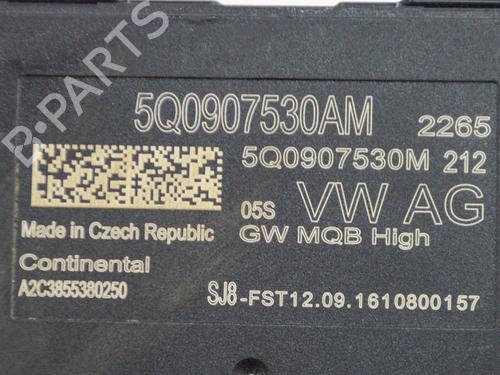 5Q0907530AM 2265
5Q0907530M 212
05S VW AG
Made in Czech Republic GW MQB High
Continental
A2C3855380250 SJ8-FST12.09.1610800157
B-PARTS